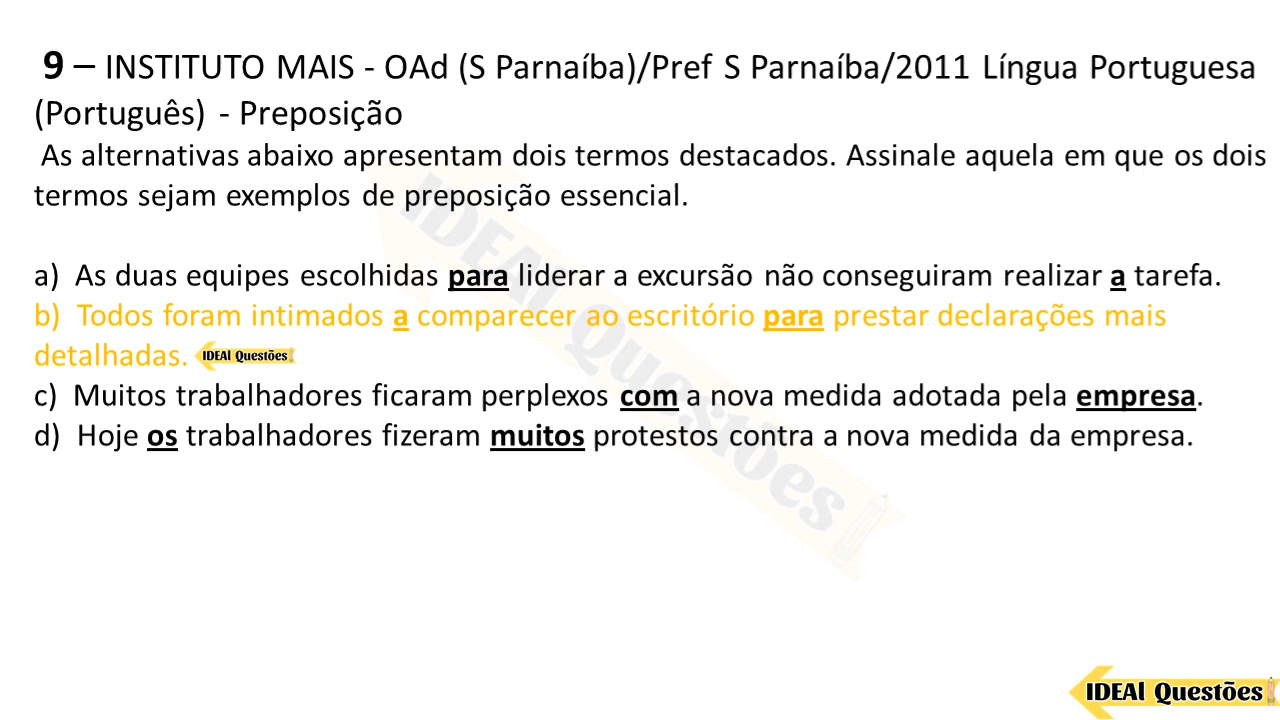 9 – INSTITUTO MAIS - OAd (S Parnaíba)/Pref S Parnaíba/2011 Língua Portuguesa
(Português) - Preposição
As alternativas abaixo apresentam dois termos destacados. Assinale aquela em que os dois
termos sejam exemplos de preposição essencial.
a) As duas equipes escolhidas para liderar a excursão não conseguiram realizar a tarefa.
b) Todos foram intimados a comparecer ao escritório para prestar declarações mais
detalhadas. IDEAl Questões
c) Muitos trabalhadores ficaram perplexos com a nova medida adotada pela empresa.
d) Hoje os trabalhadores fizeram muitos protestos contra a nova medida da empresa.
IDEAl Questões
IDEAl Questões